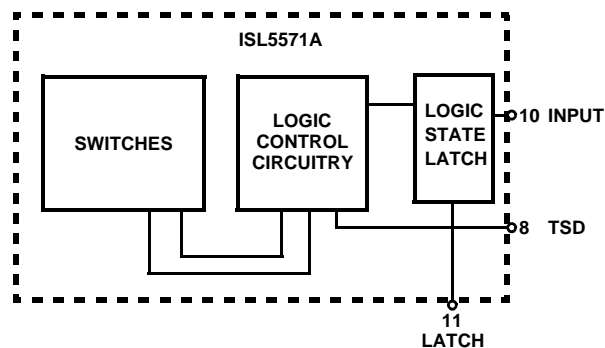 ISL5571A
SWITCHES
LOGIC
CONTROL
CIRCUITRY
LOGIC
STATE
LATCH
10 INPUT
8 TSD
11
LATCH